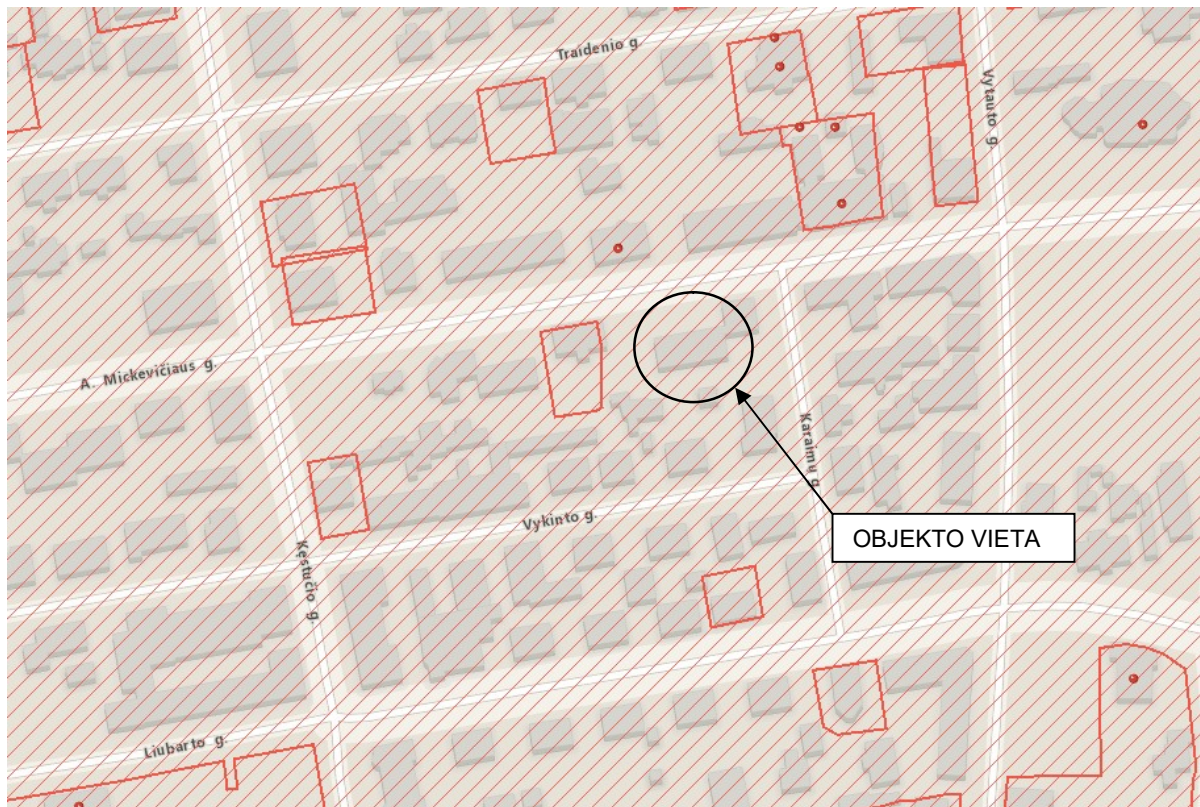 Traidenio g.
Vytauto g.
A. Mickevičiaus g.
Karaimų g.
Vykinto g.
OBJEKTO VIETA
Kęstučio g.
Liubarto g.